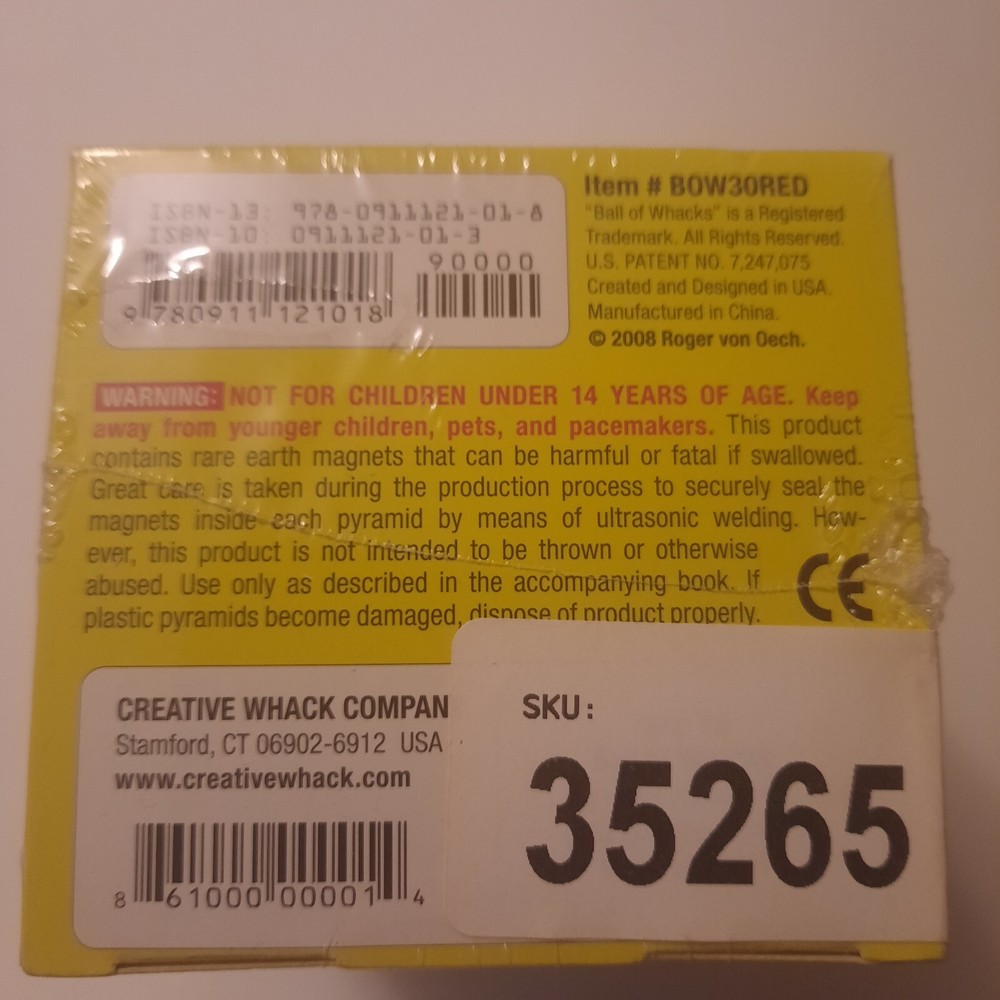 ISBN-13: 978-0911121-01-8
ISBN-10: 0911121-01-3
90000
9 780911 121018
Item # BOW30RED
"Ball of Whacks" is a Registered
Trademark. All Rights Reserved.
U.S. PATENT NO. 7,247,075
Created and Designed in USA.
Manufactured in China.
© 2008 Roger von Oech.
WARNING: NOT FOR CHILDREN UNDER 14 YEARS OF AGE. Keep
away from younger children, pets, and pacemakers. This product
contains rare earth magnets that can be harmful or fatal if swallowed.
Great care is taken during the production process to securely seal the
magnets inside each pyramid by means of ultrasonic welding. How-
ever, this product is not intended to be thrown or otherwise
abused. Use only as described in the accompanying book. If
plastic pyramids become damaged, dispose of product properly.
CE
CREATIVE WHACK COMPAN
Stamford, CT 06902-6912 USA
www.creativewhack.com
8 61000 00001 4
SKU:
35265